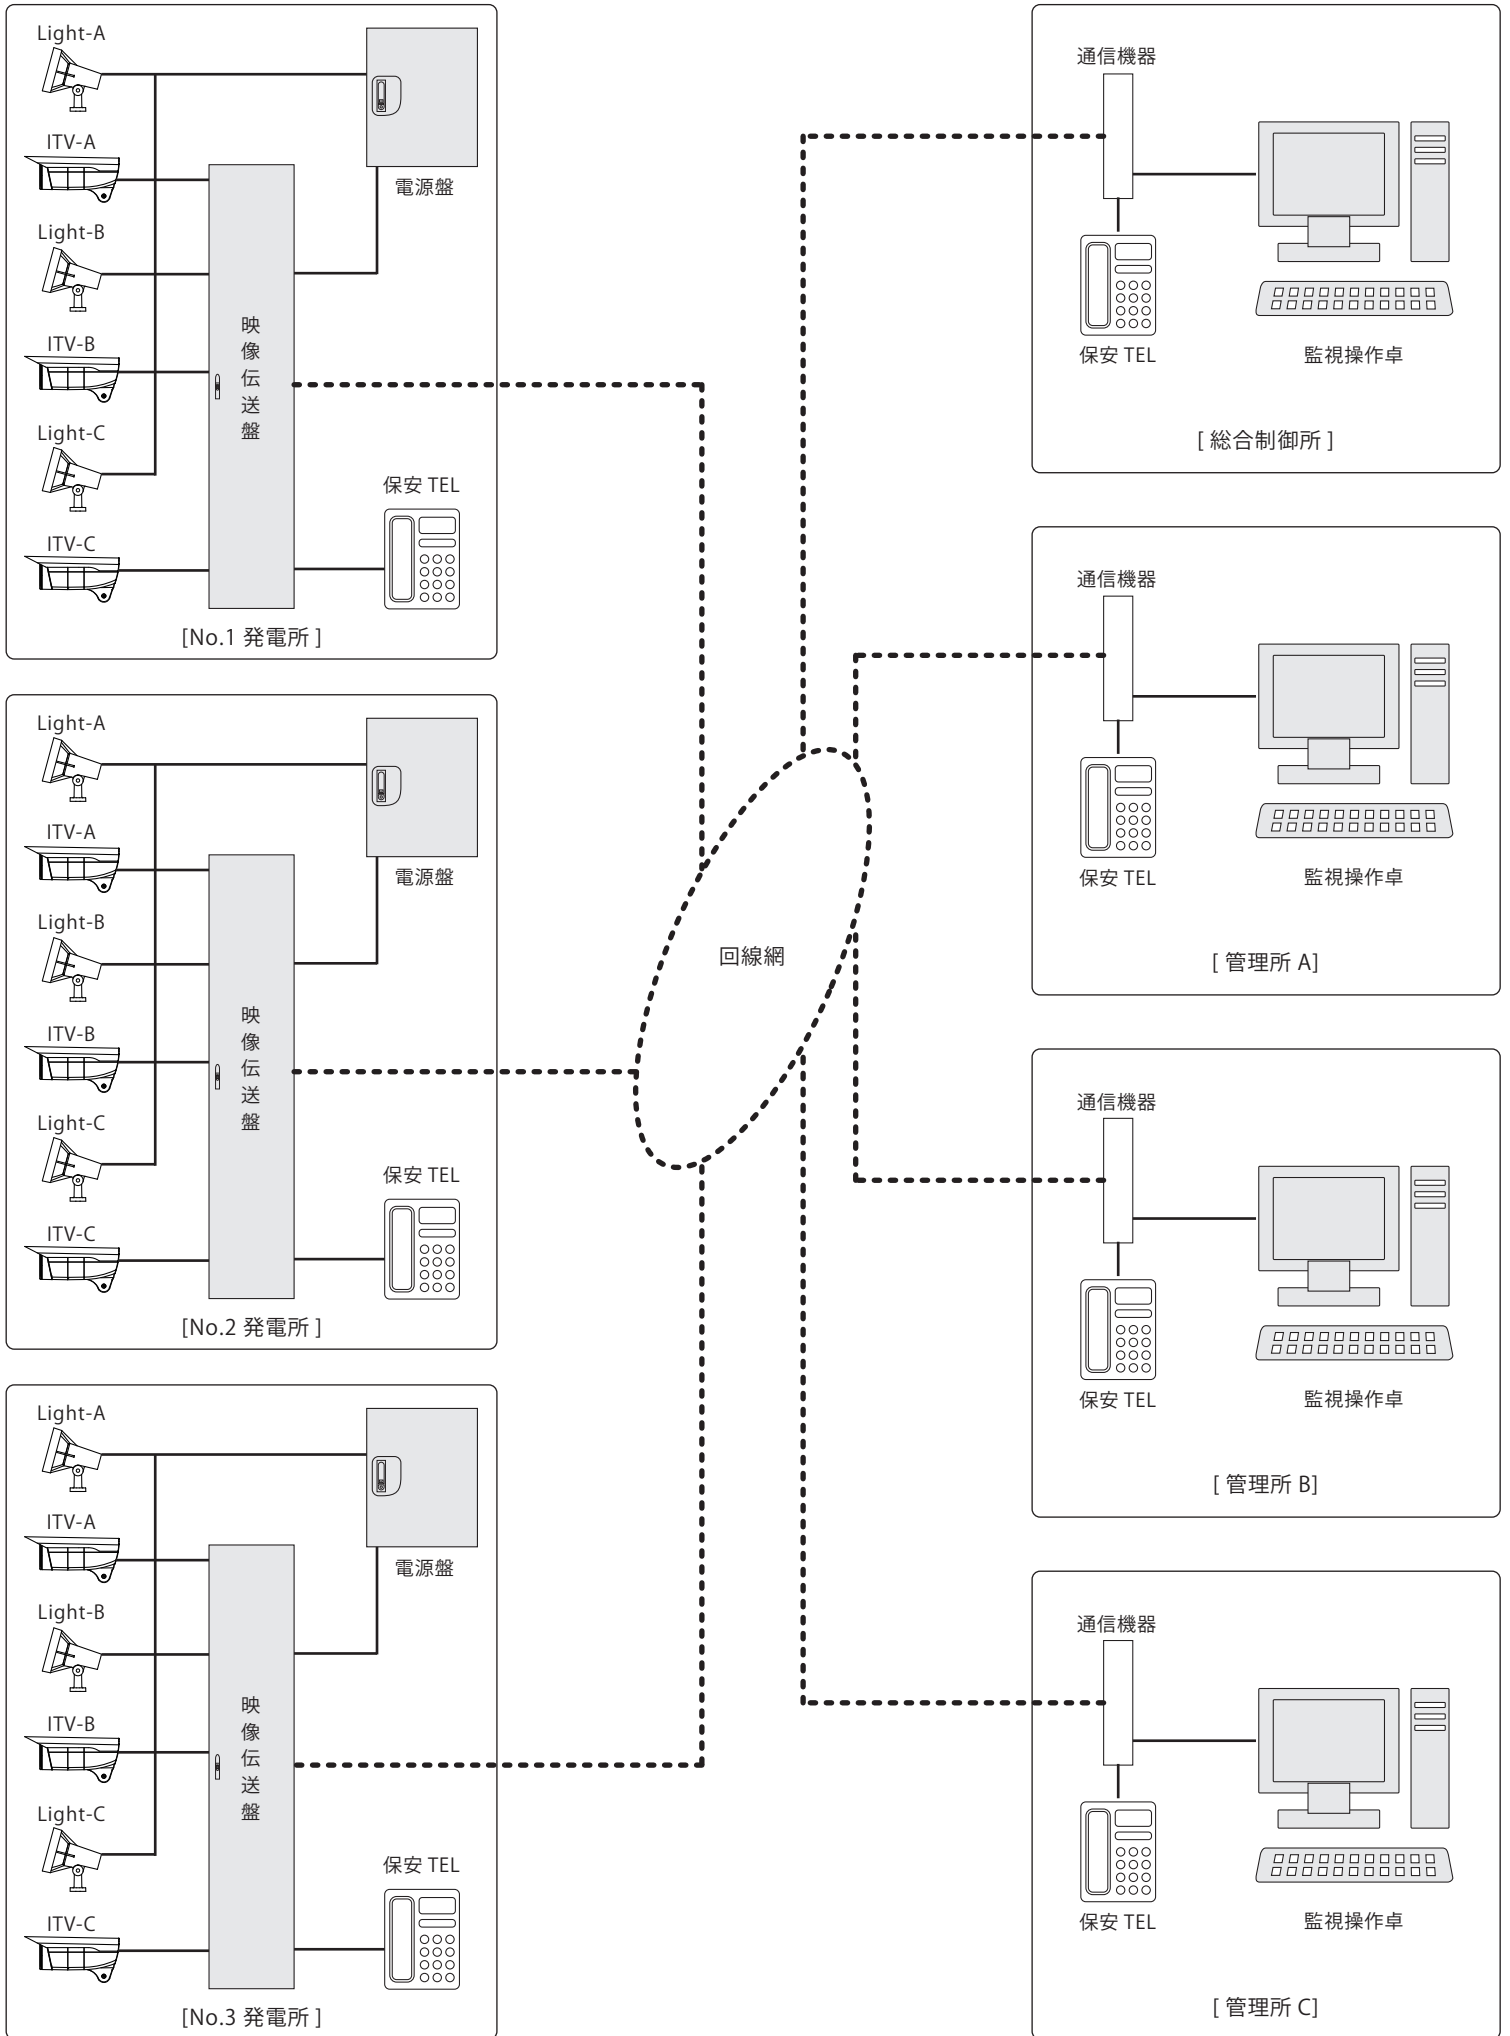 Light-A
ITV-A
電源盤
Light-B
映像伝送盤
ITV-B
Light-C
保安 TEL
ITV-C
[No.1 発電所 ]
Light-A
ITV-A
電源盤
Light-B
映像伝送盤
ITV-B
Light-C
保安 TEL
ITV-C
[No.2 発電所 ]
Light-A
ITV-A
電源盤
Light-B
映像伝送盤
ITV-B
Light-C
保安 TEL
ITV-C
[No.3 発電所 ]
回線網
通信機器
保安 TEL
監視操作卓
[ 総合制御所 ]
通信機器
保安 TEL
監視操作卓
[ 管理所 A]
通信機器
保安 TEL
監視操作卓
[ 管理所 B]
通信機器
保安 TEL
監視操作卓
[ 管理所 C]